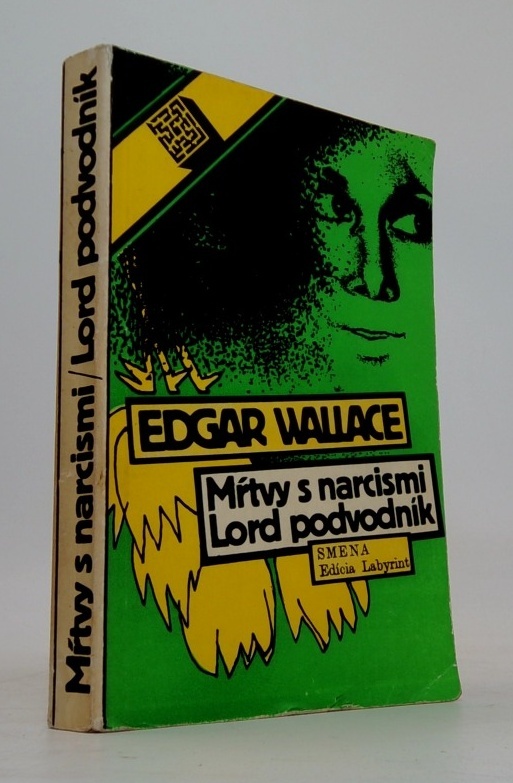 Mŕtvy s narcismi / Lord podvodník
EDGAR WALLACE
Mŕtvy s narcismi
Lord podvodník
SMENA
Edícia Labyrint